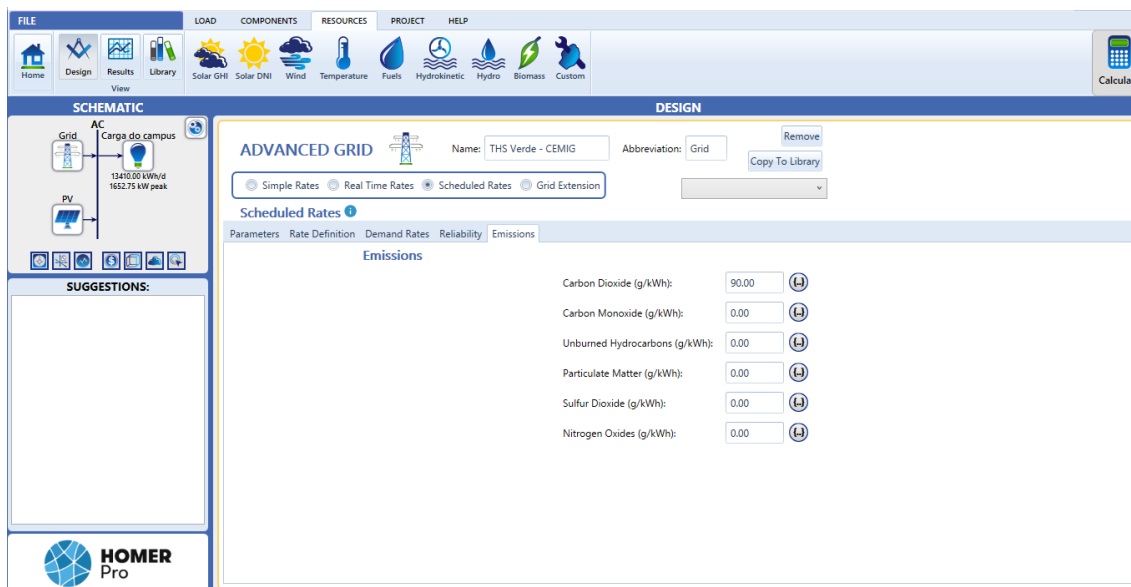 FILE LOAD COMPONENTS RESOURCES PROJECT HELP
Home Design Results Library Solar GHI Solar DNI Wind Temperature Fuels Hydrokinetic Hydro Biomass Custom
View
SCHEMATIC
AC
Grid Carga do campus
13410.00 kWh/d
1652.75 kW peak
PV
SUGGESTIONS:
HOMER
Pro
DESIGN
ADVANCED GRID Name: THS Verde - CEMIG Abbreviation: Grid Remove
Copy To Library
Simple Rates Real Time Rates Scheduled Rates Grid Extension
Scheduled Rates
Parameters Rate Definition Demand Rates Reliability Emissions
Emissions
Carbon Dioxide (g/kWh): 90.00 {..}
Carbon Monoxide (g/kWh): 0.00 {..}
Unburned Hydrocarbons (g/kWh): 0.00 {..}
Particulate Matter (g/kWh): 0.00 {..}
Sulfur Dioxide (g/kWh): 0.00 {..}
Nitrogen Oxides (g/kWh): 0.00 {..}
Calcula